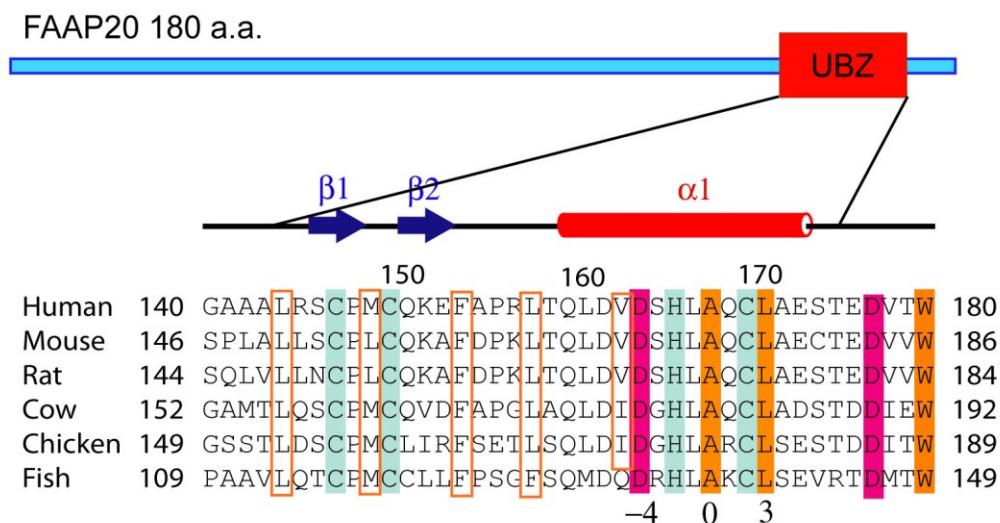 FAAP20 180 a.a.
UBZ
β1 β2 α1
150 160 170
Human 140 GAAALRSCPMCQKEFAPRLTQLDVDSHLAQCLAESTEDVTW 180
Mouse 146 SPLALLSCPLCQKAFDPKLTQLDVDSHLAQCLAECTEDVVW 186
Rat 144 SQLVLLNCPLCQKAFDPKLTQLDVDSHLAQCLAESTEDVVW 184
Cow 152 GAMTLQSCPMCQVDFAPGLAQLDIDGHLAQCLADSTDDIEW 192
Chicken 149 GSSTLDSCPMCLIRFSETLSQLDIDGHLARCLSESTDDITW 189
Fish 109 PAAVLQTCPMCCLLFPSGFSQMDQDRHLAKCLSEVRTDMTW 149
−4 0 3